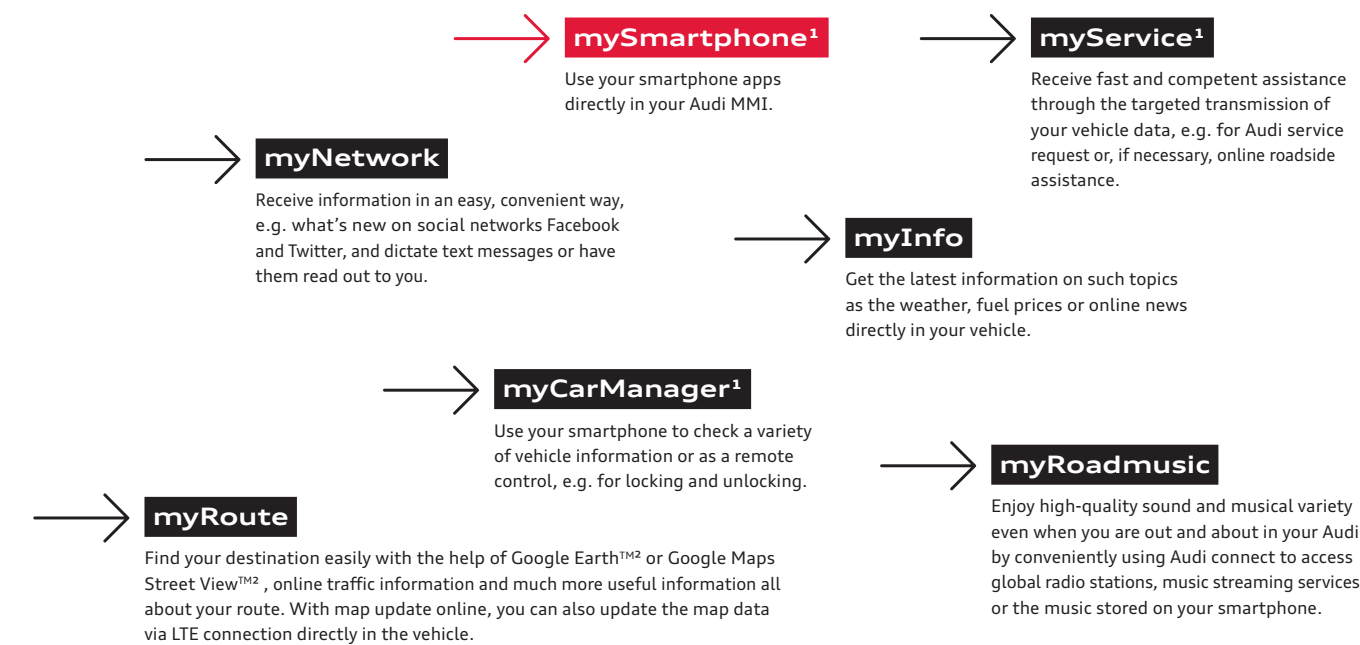 mySmartphone¹
Use your smartphone apps
directly in your Audi MMI.
myService¹
Receive fast and competent assistance
through the targeted transmission of
your vehicle data, e.g. for Audi service
request or, if necessary, online roadside
assistance.
myNetwork
Receive information in an easy, convenient way,
e.g. what’s new on social networks Facebook
and Twitter, and dictate text messages or have
them read out to you.
myInfo
Get the latest information on such topics
as the weather, fuel prices or online news
directly in your vehicle.
myCarManager¹
Use your smartphone to check a variety
of vehicle information or as a remote
control, e.g. for locking and unlocking.
myRoadmusic
Enjoy high-quality sound and musical variety
even when you are out and about in your Audi
by conveniently using Audi connect to access
global radio stations, music streaming services
or the music stored on your smartphone.
myRoute
Find your destination easily with the help of Google Earth™² or Google Maps
Street View™² , online traffic information and much more useful information all
about your route. With map update online, you can also update the map data
via LTE connection directly in the vehicle.